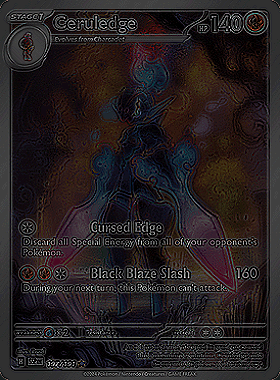 STAGE 1
Ceruledge
HP 140
Evolves from Charcadet
Cursed Edge
Discard all Special Energy from all of your opponent's
Pokémon.
Black Blaze Slash 160
During your next turn, this Pokémon can't attack.
©2024 Pokémon / Nintendo / Creatures / GAME FREAK